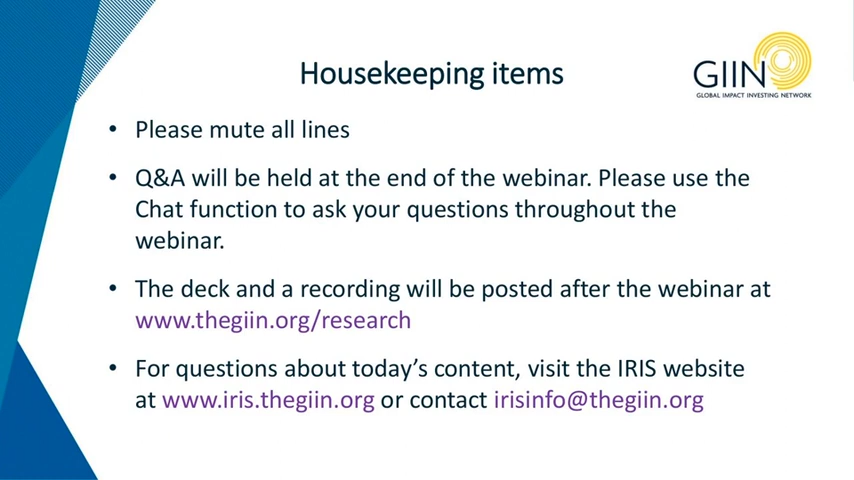 Housekeeping items
GIIN
GLOBAL IMPACT INVESTING NETWORK
• Please mute all lines
• Q&A will be held at the end of the webinar. Please use the
Chat function to ask your questions throughout the
webinar.
• The deck and a recording will be posted after the webinar at
www.thegiin.org/research
• For questions about today’s content, visit the IRIS website
at www.iris.thegiin.org or contact irisinfo@thegiin.org